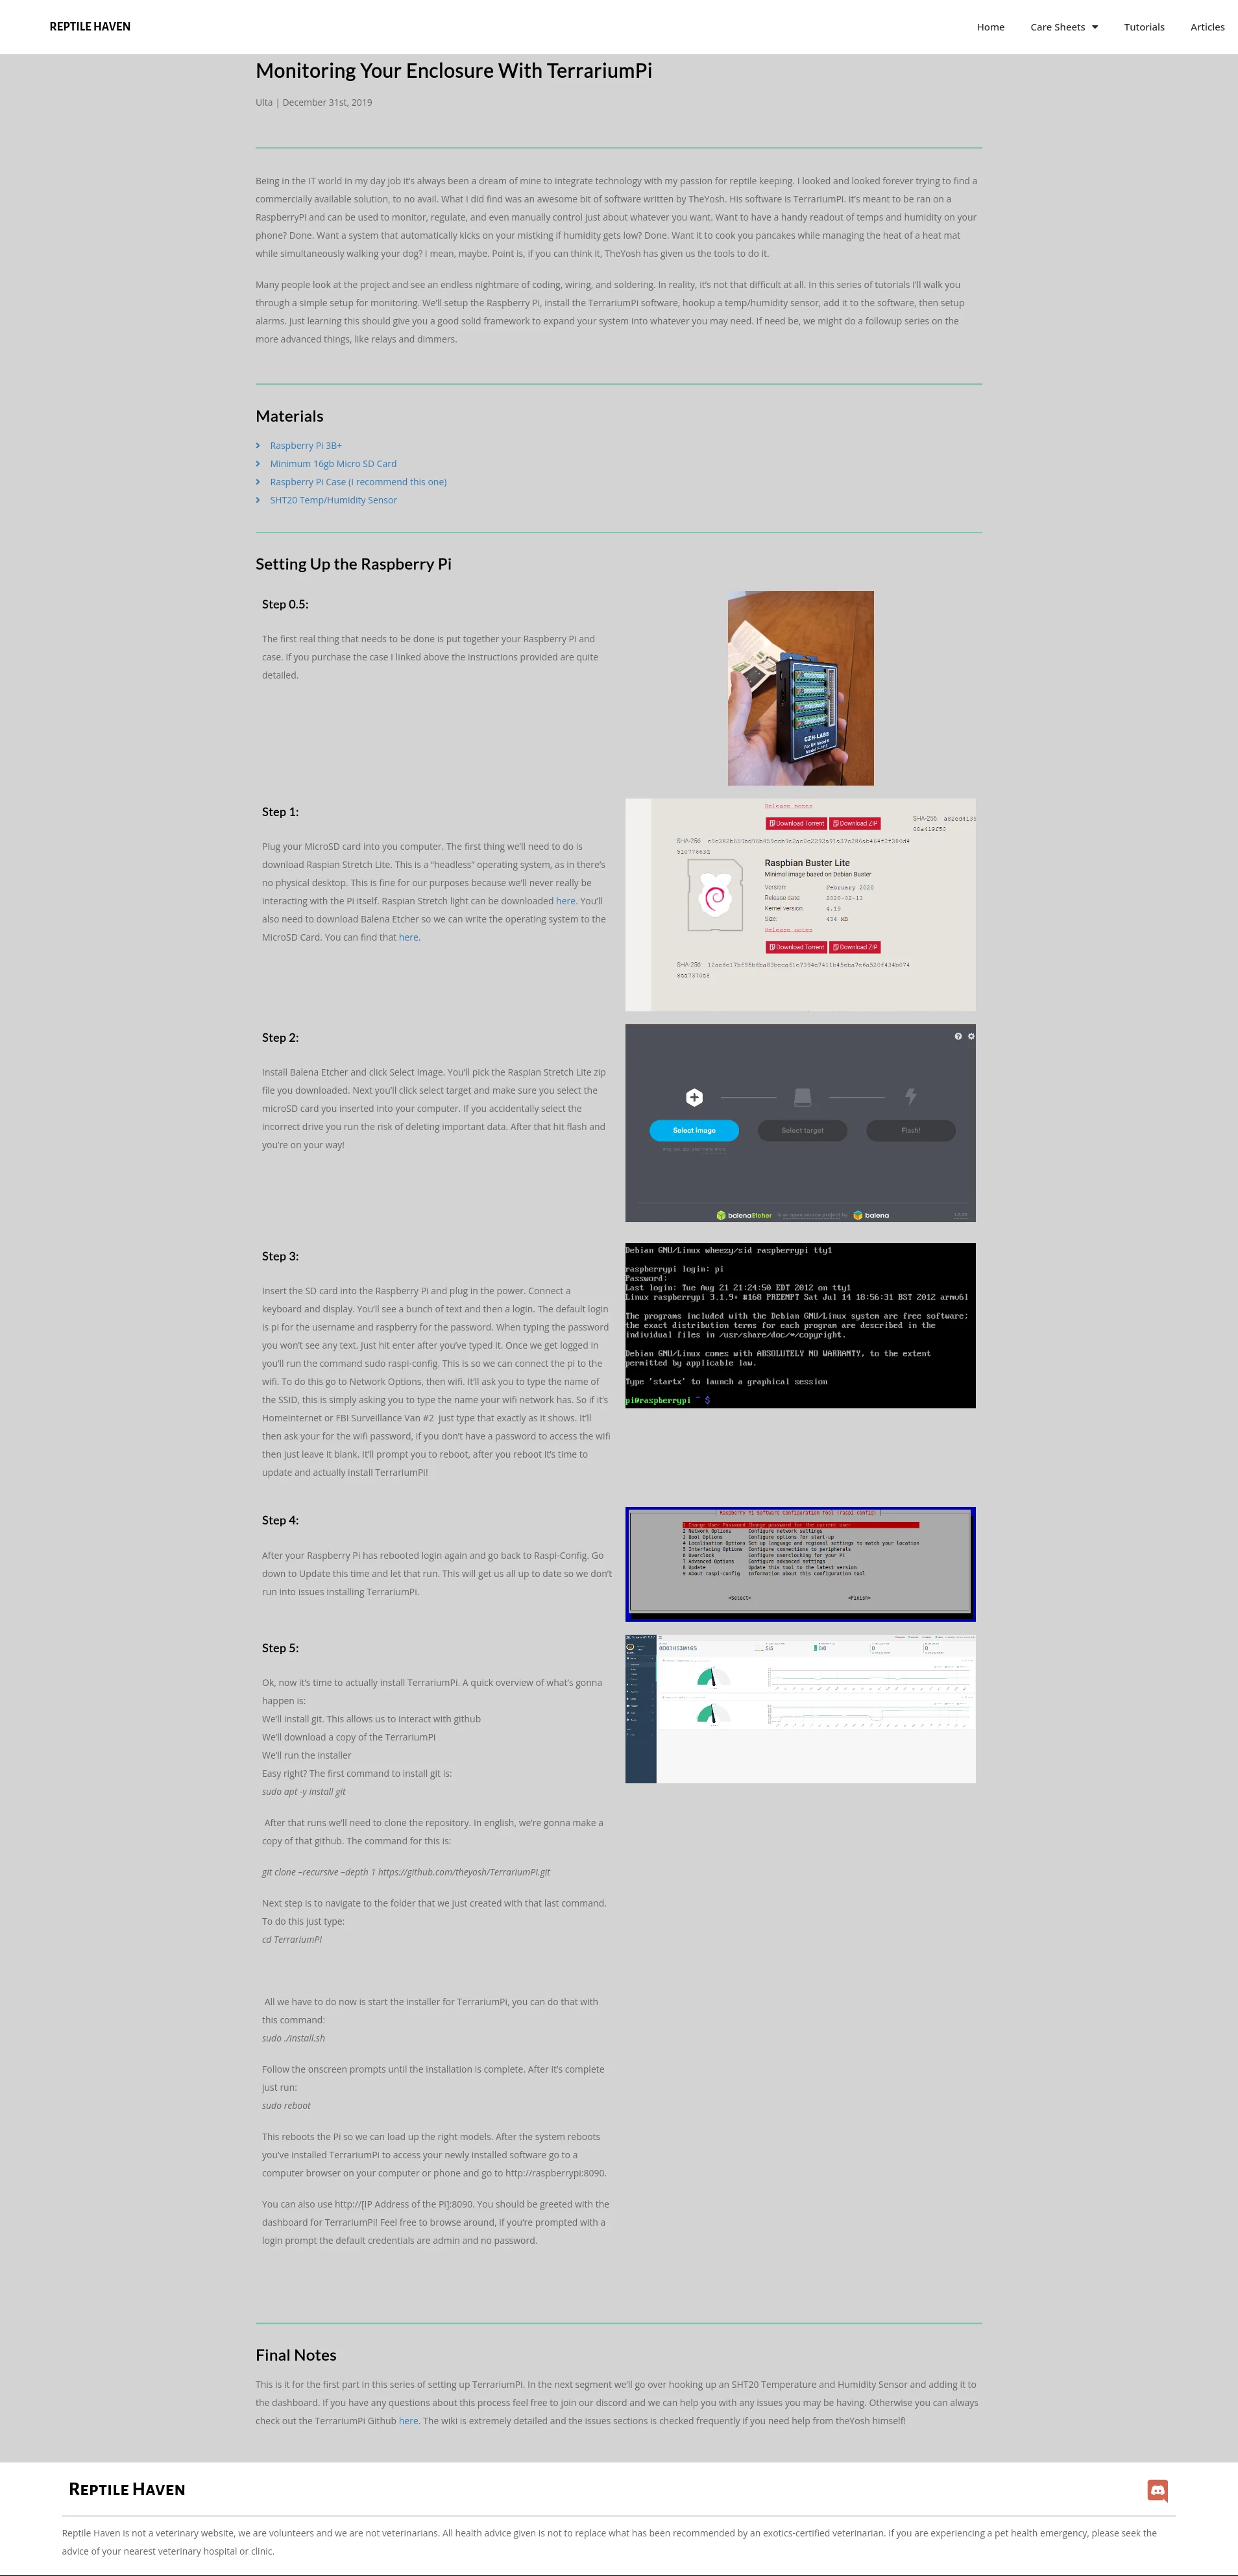 REPTILE HAVEN
Home Care Sheets Tutorials Articles
Monitoring Your Enclosure With TerrariumPi
Ulta | December 31st, 2019
Being in the IT world in my day job it's always been a dream of mine to integrate technology with my passion for reptile keeping. I looked and looked forever trying to find a
commercially available solution, to no avail. What I did find was an awesome bit of software written by TheYosh. His software is TerrariumPi. It's meant to be ran on a
RaspberryPi and can be used to monitor, regulate, and even manually control just about whatever you want. Want to have a handy readout of temps and humidity on your
phone? Done. Want a system that automatically kicks on your mistking if humidity gets low? Done. Want it to cook you pancakes while managing the heat of a heat mat
while simultaneously walking your dog? I mean, maybe. Point is, if you can think it, TheYosh has given us the tools to do it.
Many people look at the project and see an endless nightmare of coding, wiring, and soldering. In reality, it's not that difficult at all. in this series of tutorials I'll walk you
through a simple setup for monitoring. We'll setup the Raspberry Pi, install the TerrariumPi software, hookup a temp/humidity sensor, add it to the software, then setup
alarms. Just learning this should give you a good solid framework to expand your system into whatever you may need. If need be, we might do a followup series on the
more advanced things, like relays and dimmers.
Materials
Raspberry Pi 3B+
Minimum 16gb Micro SD Card
Raspberry Pi Case (I recommend this one)
SHT20 Temp/Humidity Sensor
Setting Up the Raspberry Pi
Step 0.5:
The first real thing that needs to be done is put together your Raspberry Pi and
case. If you purchase the case I linked above the instructions provided are quite
detailed.
CZH-LABS
Step 1:
Plug your MicroSD card into you computer. The first thing we'll need to do is
download Raspian Stretch Lite. This is a “headless” operating system, as in there's
no physical desktop. This is fine for our purposes because we'll never really be
interacting with the Pi itself. Raspian Stretch light can be downloaded here. You'll
also need to download Balena Etcher so we can write the operating system to the
MicroSD Card. You can find that here.
Release notes
Download Torrent Download ZIP
SHA-256
SHA-256
Raspbian Buster Lite
Minimal image based on Debian Buster
Version: February 2020
Release date: 2020-02-13
Kernel version: 4.19
Size: 434 MB
Release notes
Download Torrent Download ZIP
SHA-256
Step 2:
Install Balena Etcher and click Select Image. You'll pick the Raspian Stretch Lite zip
file you downloaded. Next you'll click select target and make sure you select the
microSD card you inserted into your computer. If you accidentally select the
incorrect drive you run the risk of deleting important data. After that hit flash and
you're on your way!
Select image Select target Flash!
balenaEtcher is an open source project by balena
Step 3:
Insert the SD card into the Raspberry Pi and plug in the power. Connect a
keyboard and display. You'll see a bunch of text and then a login. The default login
is pi for the username and raspberry for the password. When typing the password
you won't see any text. Just hit enter after you've typed it. Once we get logged in
you'll run the command sudo raspi-config. This is so we can connect the pi to the
wifi. To do this go to Network Options, then wifi. It'll ask you to type the name of
the SSID, this is simply asking you to type the name your wifi network has. So if it's
HomeInternet or FBI Surveillance Van #2 just type that exactly as it shows. It'll
then ask your for the wifi password, if you don't have a password to access the wifi
then just leave it blank. It'll prompt you to reboot, after you reboot it's time to
update and actually install TerrariumPi!
Debian GNU/Linux wheezy/sid raspberrypi tty1
raspberrypi login: pi
Password:
Last login: Tue Aug 21 21:24:50 EDT 2012 on tty1
Linux raspberrypi 3.1.9+ #168 PREEMPT Sat Jul 14 18:56:31 BST 2012 armv6l
The programs included with the Debian GNU/Linux system are free software;
the exact distribution terms for each program are described in the
individual files in /usr/share/doc/*/copyright.
Debian GNU/Linux comes with ABSOLUTELY NO WARRANTY, to the extent
permitted by applicable law.
Type 'startx' to launch a graphical session
pi@raspberrypi ~ $
Step 4:
After your Raspberry Pi has rebooted login again and go back to Raspi-Config. Go
down to Update this time and let that run. This will get us all up to date so we don't
run into issues installing TerrariumPi.
Raspberry Pi Software Configuration Tool (raspi-config)
1 Change User Password Change password for the current user
2 Network Options Configure network settings
3 Boot Options Configure options for start-up
4 Localisation Options Set up language and regional settings to match your location
5 Interfacing Options Configure connections to peripherals
6 Overclock Configure overclocking for your Pi
7 Advanced Options Configure advanced settings
8 Update Update this tool to the latest version
9 About raspi-config Information about this configuration tool
<Select> <Finish>
Step 5:
Ok, now it's time to actually install TerrariumPi. A quick overview of what's gonna
happen is:
We'll install git. This allows us to interact with github
We'll download a copy of the TerrariumPi
We'll run the installer
Easy right? The first command to install git is:
sudo apt -y install git
After that runs we'll need to clone the repository. In english, we're gonna make a
copy of that github. The command for this is:
git clone –recursive –depth 1 https://github.com/theyosh/TerrariumPI.git
Next step is to navigate to the folder that we just created with that last command.
To do this just type:
cd TerrariumPI
All we have to do now is start the installer for TerrariumPi, you can do that with
this command:
sudo ./install.sh
Follow the onscreen prompts until the installation is complete. After it's complete
just run:
sudo reboot
This reboots the Pi so we can load up the right models. After the system reboots
you've installed TerrariumPi to access your newly installed software go to a
computer browser on your computer or phone and go to http://raspberrypi:8090.
You can also use http://[IP Address of the Pi]:8090. You should be greeted with the
dashboard for TerrariumPi! Feel free to browse around, if you're prompted with a
login prompt the default credentials are admin and no password.
Final Notes
This is it for the first part in this series of setting up TerrariumPi. In the next segment we'll go over hooking up an SHT20 Temperature and Humidity Sensor and adding it to
the dashboard. If you have any questions about this process feel free to join our discord and we can help you with any issues you may be having. Otherwise you can always
check out the TerrariumPi Github here. The wiki is extremely detailed and the issues sections is checked frequently if you need help from theYosh himself!
REPTILE HAVEN
Reptile Haven is not a veterinary website, we are volunteers and we are not veterinarians. All health advice given is not to replace what has been recommended by an exotics-certified veterinarian. If you are experiencing a pet health emergency, please seek the
advice of your nearest veterinary hospital or clinic.